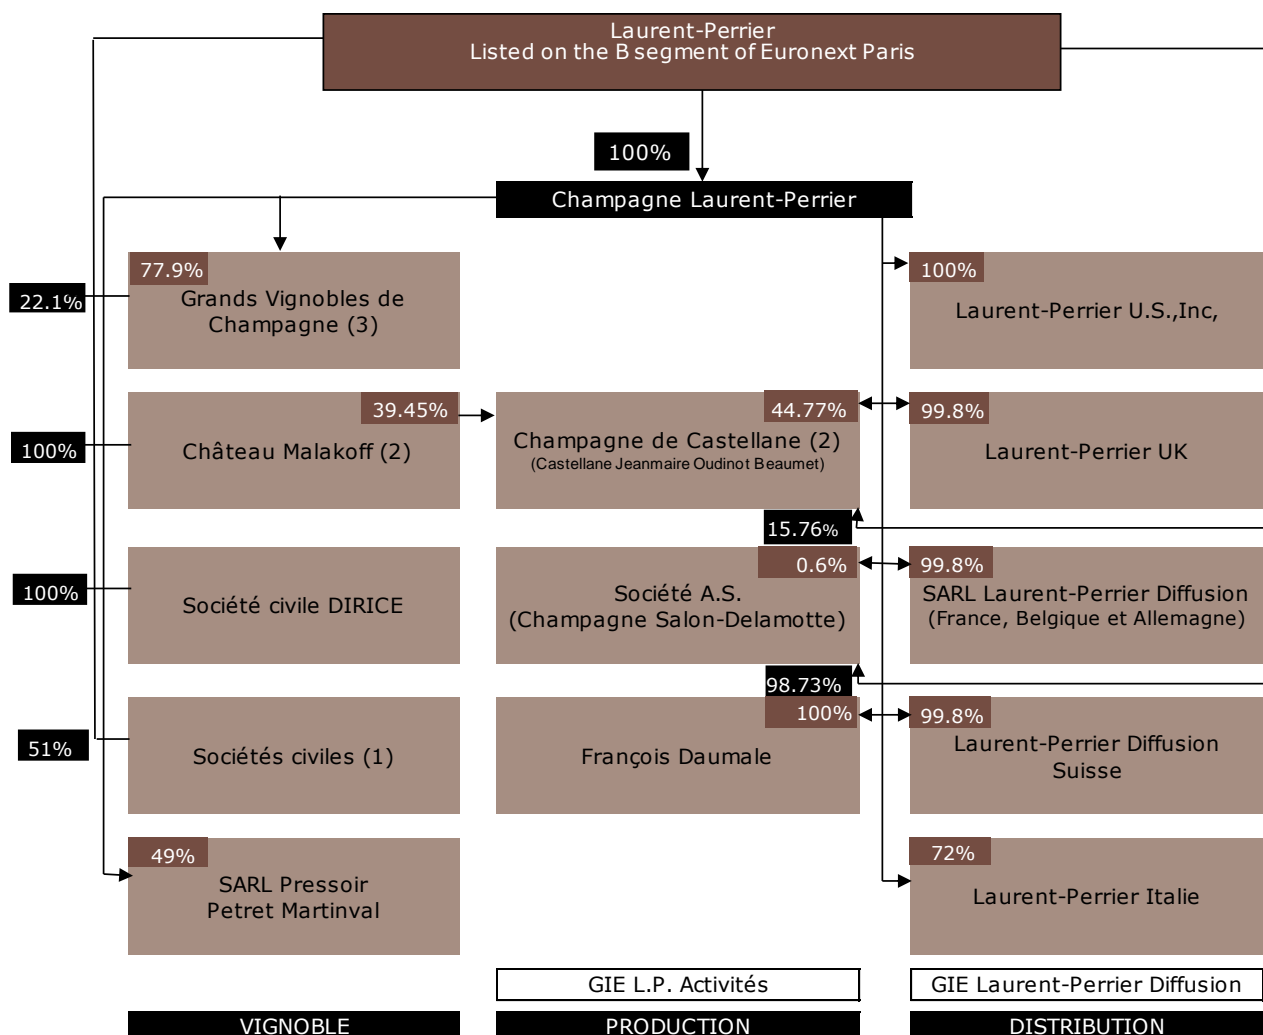 Laurent-Perrier
Listed on the B segment of Euronext Paris
100%
Champagne Laurent-Perrier
77.9%
22.1%
Grands Vignobles de
Champagne (3)
100%
Laurent-Perrier U.S.,Inc,
39.45%
100%
Château Malakoff (2)
44.77%
Champagne de Castellane (2)
(Castellane Jeanmaire Oudinot Beaumet)
15.76%
99.8%
Laurent-Perrier UK
100%
Société civile DIRICE
0.6%
Société A.S.
(Champagne Salon-Delamotte)
98.73%
99.8%
SARL Laurent-Perrier Diffusion
(France, Belgique et Allemagne)
51%
Sociétés civiles (1)
100%
François Daumale
99.8%
Laurent-Perrier Diffusion
Suisse
49%
SARL Pressoir
Petret Martinval
72%
Laurent-Perrier Italie
GIE L.P. Activités
GIE Laurent-Perrier Diffusion
VIGNOBLE
PRODUCTION
DISTRIBUTION